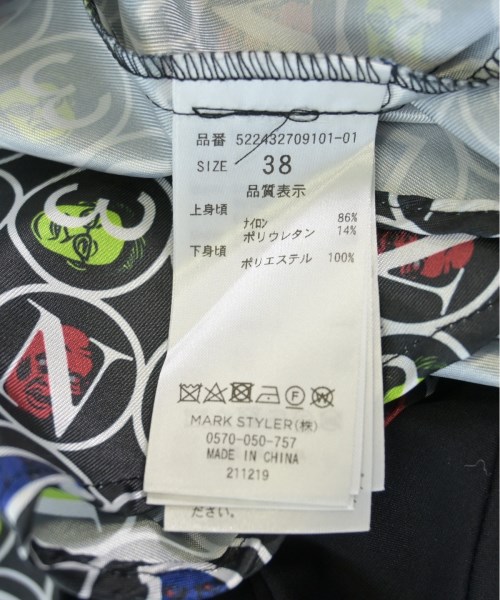 品番 522432709101-01
SIZE 38
品質表示
上身頃
ナイロン 86%
ポリウレタン 14%
下身頃
ポリエステル 100%
F W
MARK STYLER(株)
0570-050-757
MADE IN CHINA
211219
ださい。
3
N
N